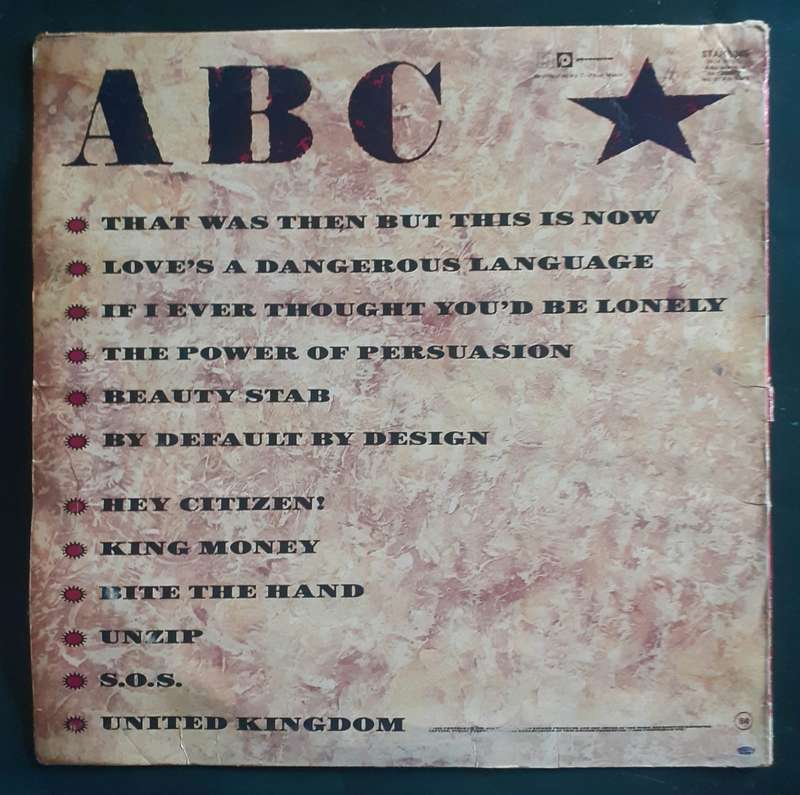 ABC
THAT WAS THEN BUT THIS IS NOW
LOVE'S A DANGEROUS LANGUAGE
IF I EVER THOUGHT YOU'D BE LONELY
THE POWER OF PERSUASION
BEAUTY STAB
BY DEFAULT BY DESIGN
HEY CITIZEN!
KING MONEY
BITE THE HAND
UNZIP
S.O.S.
UNITED KINGDOM